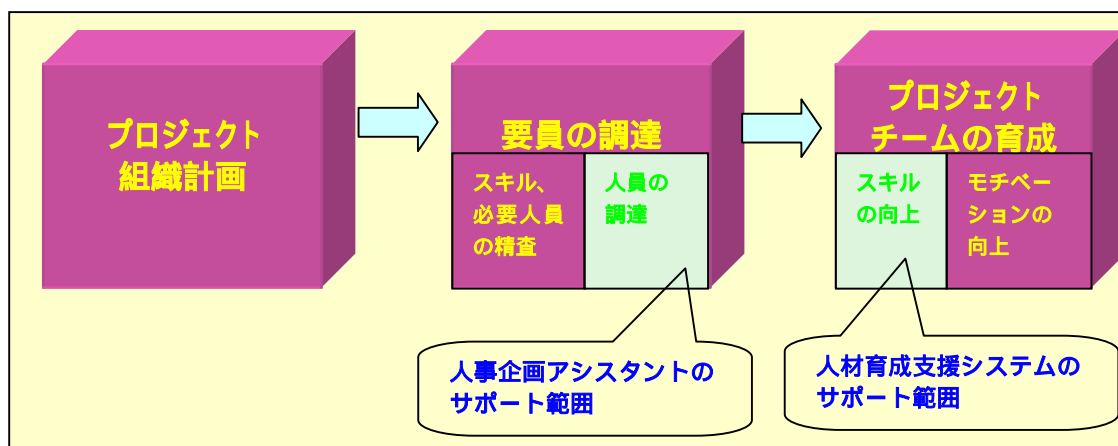 プロジェクト
組織計画
要員の調達
スキル、
必要人員
の精査
人員の
調達
プロジェクト
チームの育成
スキル
の向上
モチベー
ションの
向上
人事企画アシスタントの
サポート範囲
人材育成支援システムの
サポート範囲